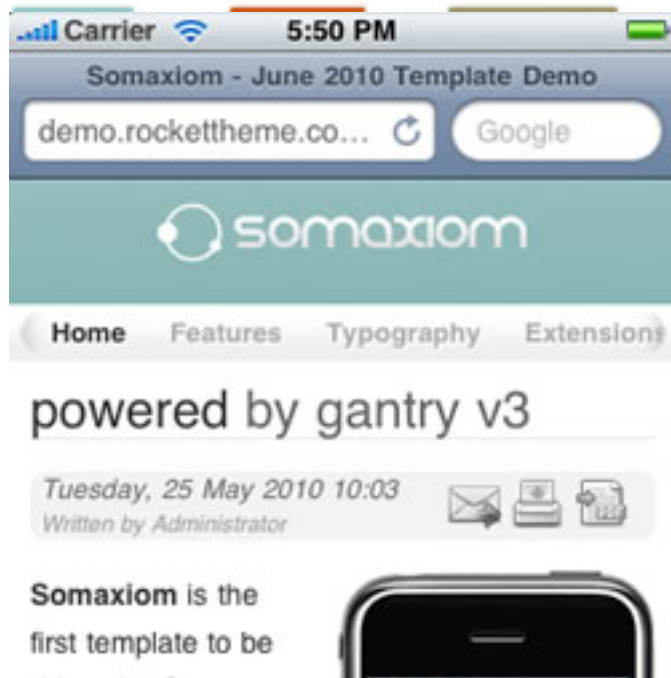 Carrier 5:50 PM
Somaxiom - June 2010 Template Demo
demo.rockettheme.co... Google
somaxiom
Home Features Typography Extensions
powered by gantry v3
Tuesday, 25 May 2010 10:03
Written by Administrator
Somaxiom is the
first template to be